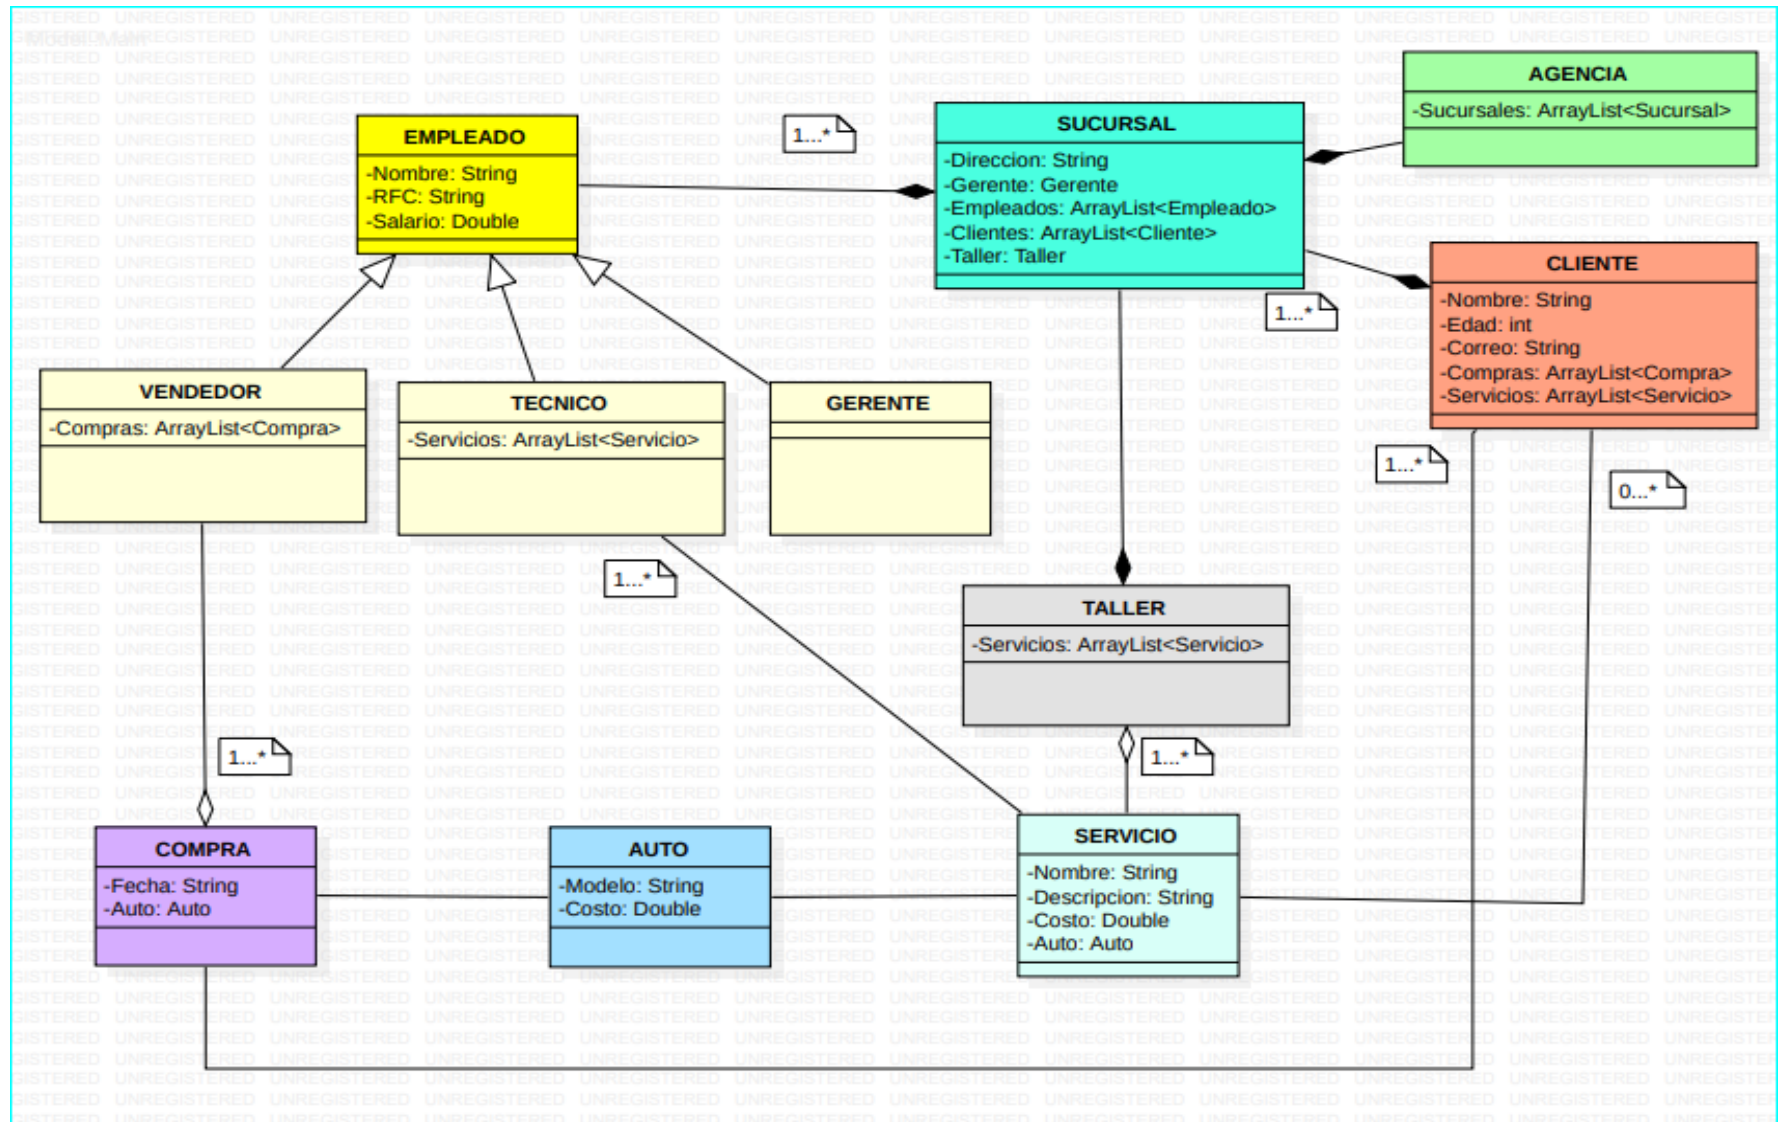 Model::Main
AGENCIA
-Sucursales: ArrayList<Sucursal>
SUCURSAL
-Direccion: String
-Gerente: Gerente
-Empleados: ArrayList<Empleado>
-Clientes: ArrayList<Cliente>
-Taller: Taller
1...*
EMPLEADO
-Nombre: String
-RFC: String
-Salario: Double
CLIENTE
-Nombre: String
-Edad: int
-Correo: String
-Compras: ArrayList<Compra>
-Servicios: ArrayList<Servicio>
1...*
VENDEDOR
-Compras: ArrayList<Compra>
TECNICO
-Servicios: ArrayList<Servicio>
GERENTE
1...*
0...*
1...*
TALLER
-Servicios: ArrayList<Servicio>
1...*
1...*
COMPRA
-Fecha: String
-Auto: Auto
AUTO
-Modelo: String
-Costo: Double
SERVICIO
-Nombre: String
-Descripcion: String
-Costo: Double
-Auto: Auto
UNREGISTERED